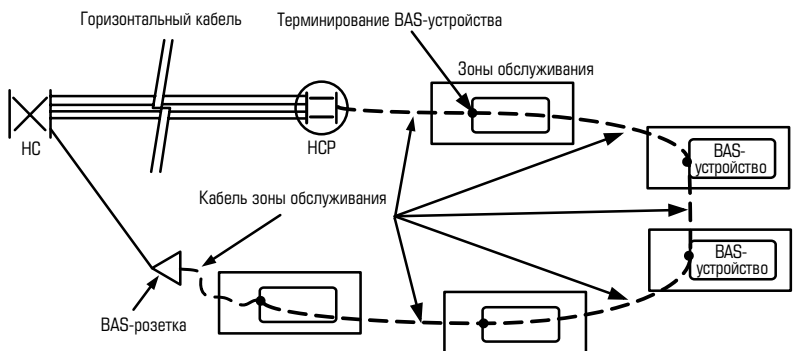 Горизонтальный кабель
Терминирование BAS-устройства
Зоны обслуживания
HC
HCP
BAS-
устройство
Кабель зоны обслуживания
BAS-
устройство
BAS-розетка